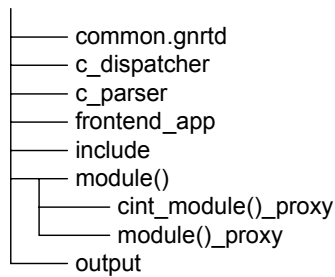 common.gnrtd
c_dispatcher
c_parser
frontend_app
include
module()
cint_module()_proxy
module()_proxy
output